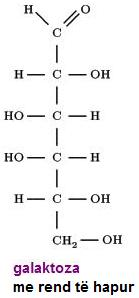 H O
C
H — C — OH
HO — C — H
HO — C — H
H — C — OH
CH₂ — OH
galaktoza
me rend të hapur